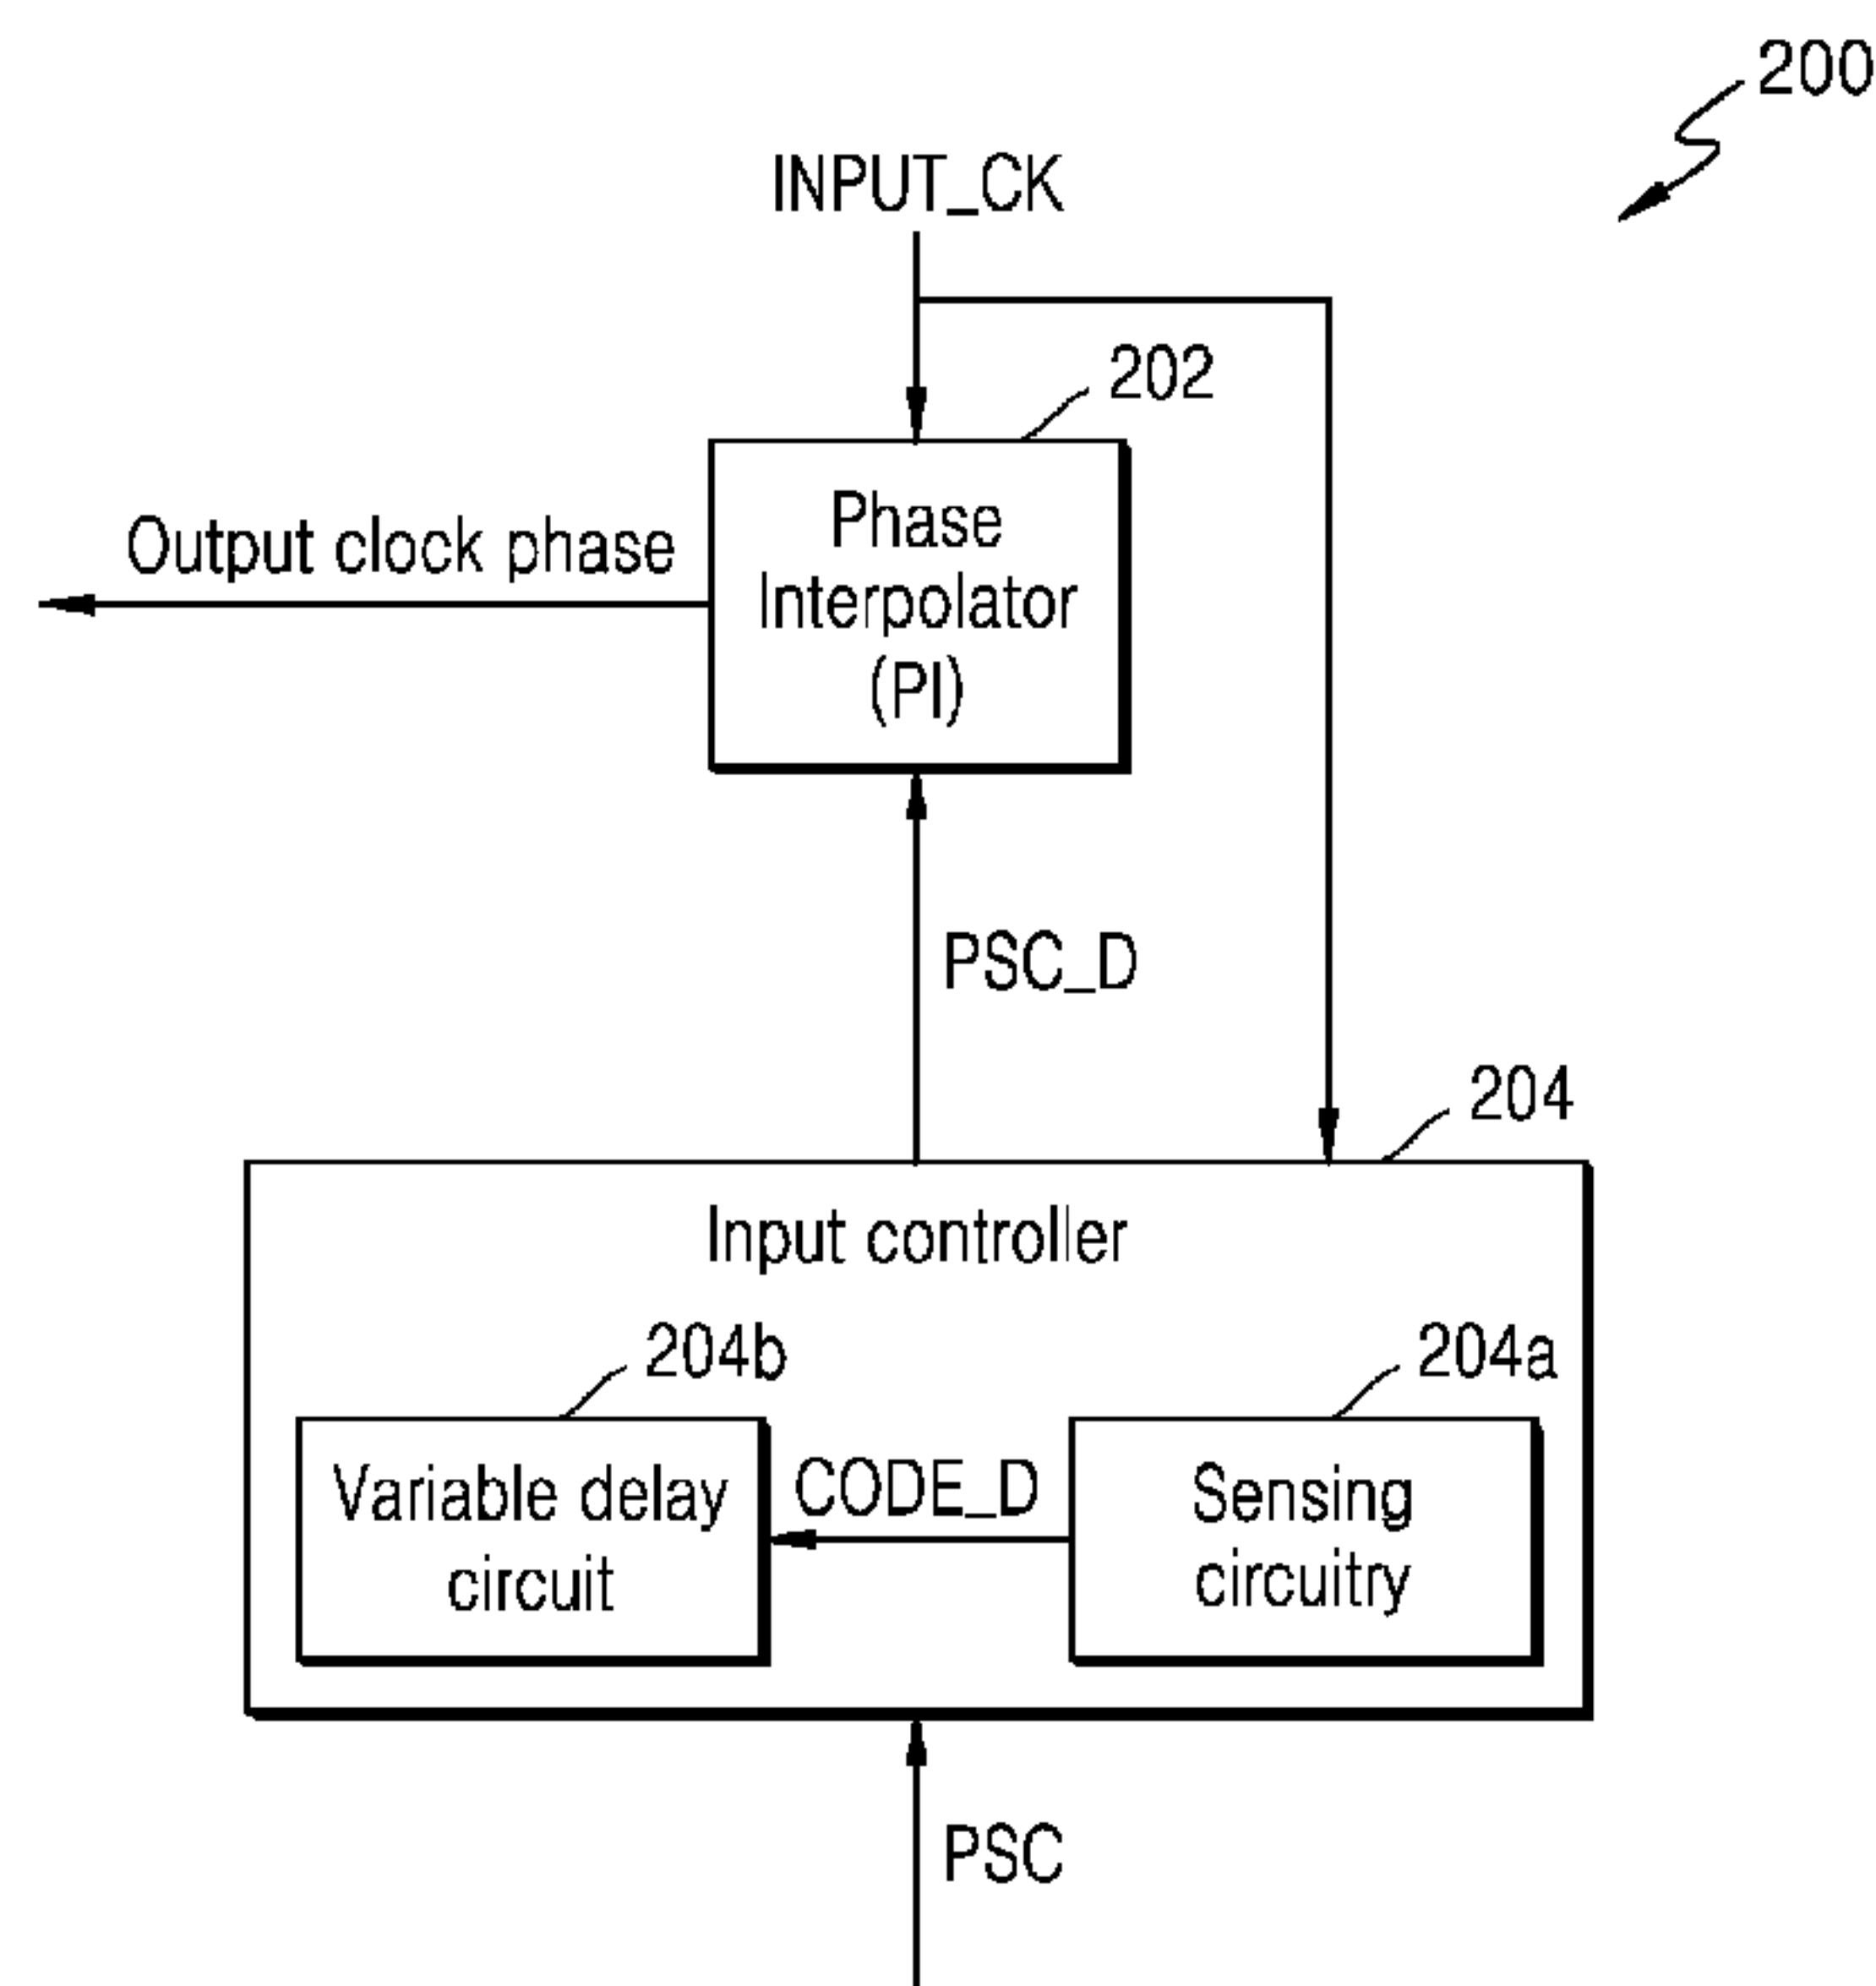 200
INPUT_CK
202
Phase
Interpolator
(PI)
Output clock phase
PSC_D
204
Input controller
204b
204a
Variable delay
circuit
CODE_D
Sensing
circuitry
PSC